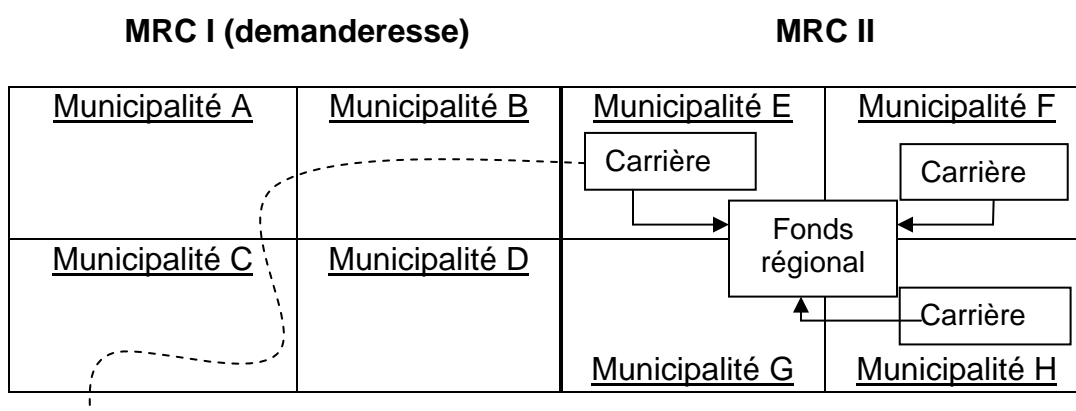 MRC I (demanderesse)
MRC II
Municipalité A
Municipalité B
Municipalité E
Municipalité F
Carrière
Carrière
Fonds
régional
Municipalité C
Municipalité D
Carrière
Municipalité G
Municipalité H